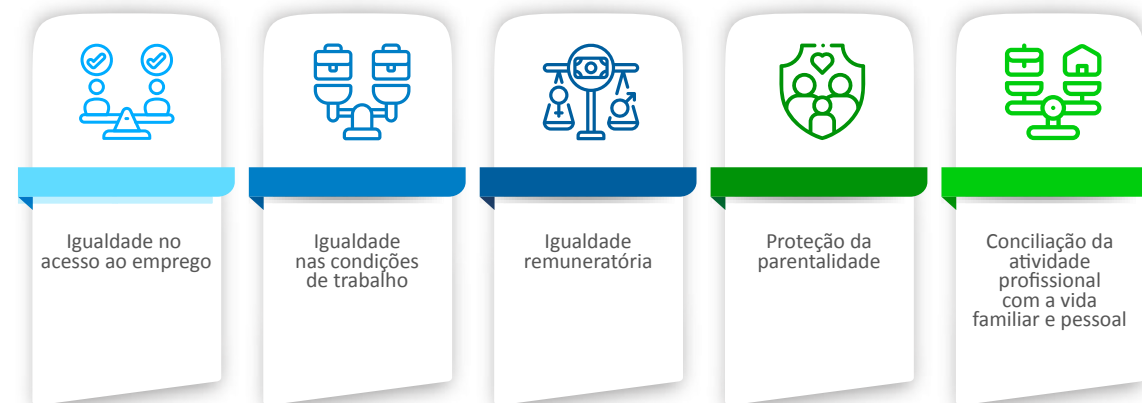 Igualdade no
acesso ao emprego
Igualdade
nas condições
de trabalho
Igualdade
remuneratória
Proteção da
parentalidade
Conciliação da
atividade
profissional
com a vida
familiar e pessoal